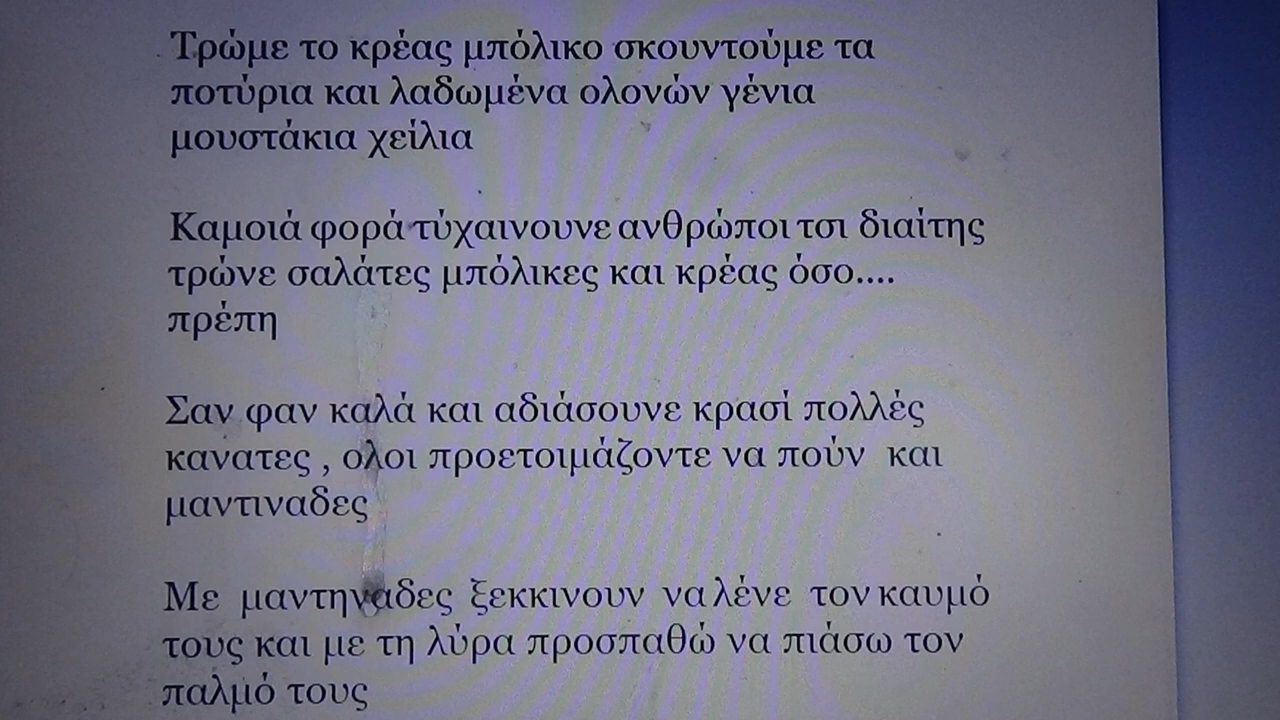 Τρώμε το κρέας μπόλικο σκουντούμε τα
ποτύρια και λαδωμένα ολονών γένια
μουστάκια χείλια
Καμοιά φορά τύχαινουνε ανθρώποι τσι διαίτης
τρώνε σαλάτες μπόλικες και κρέας όσο....
πρέπη
Σαν φαν καλά και αδιάσουνε κρασί πολλές
κανατες , ολοι προετοιμάζοντε να πούν και
μαντιναδες
Με μαντηναδες ξεκκινουν να λένε τον καυμό
τους και με τη λύρα προσπαθώ να πιάσω τον
παλμό τους